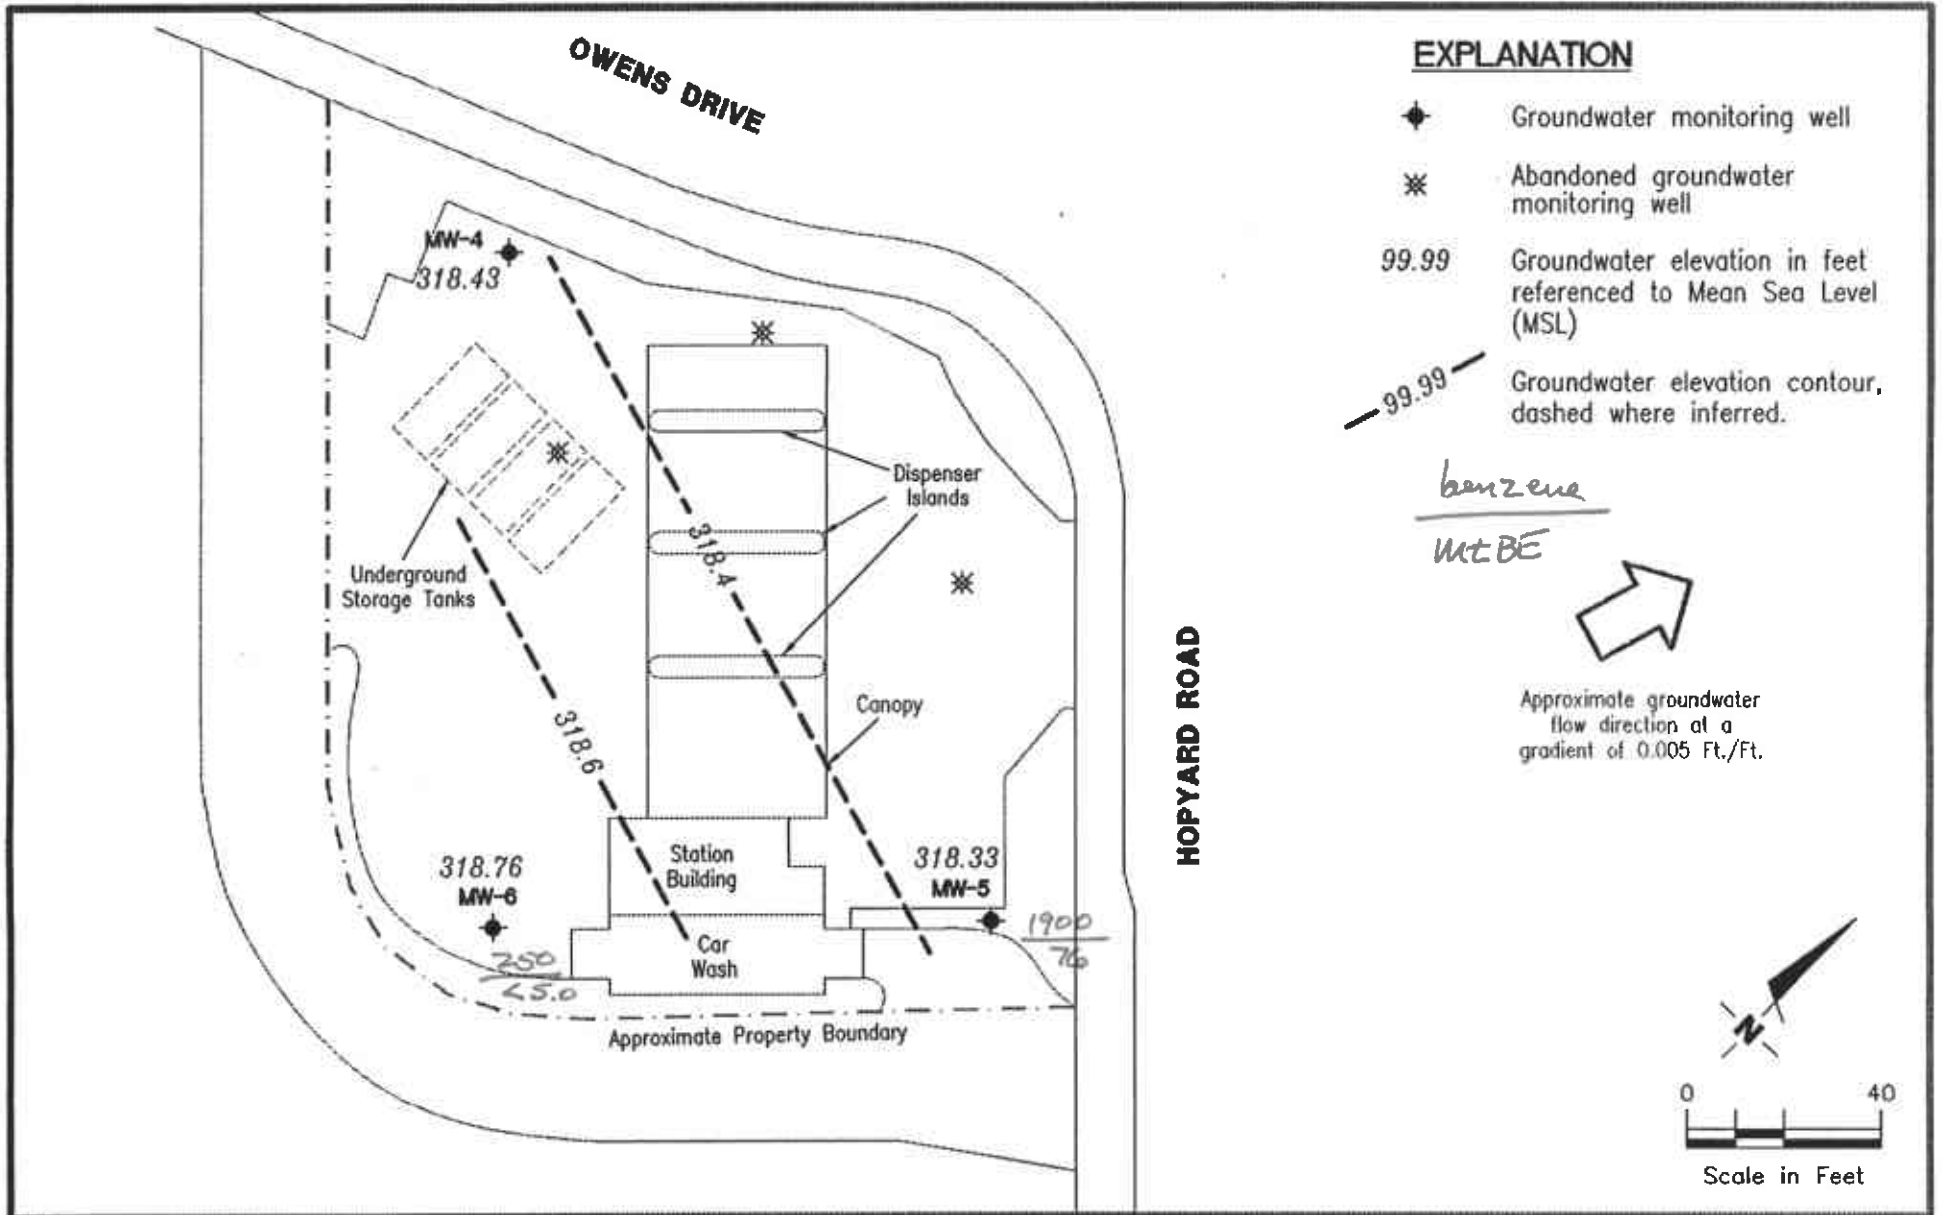 OWENS DRIVE
EXPLANATION
Groundwater monitoring well
Abandoned groundwater
monitoring well
99.99
Groundwater elevation in feet
referenced to Mean Sea Level
(MSL)
99.99
Groundwater elevation contour,
dashed where inferred.
benzene
MtBE
Approximate groundwater
flow direction at a
gradient of 0.005 Ft./Ft.
MW-4
318.43
Dispenser
Islands
318.4
Underground
Storage Tanks
318.6
Canopy
HOPYARD ROAD
Station
Building
318.76
MW-6
318.33
MW-5
250
<5.0
1900
76
Car
Wash
Approximate Property Boundary
N
0 40
Scale in Feet